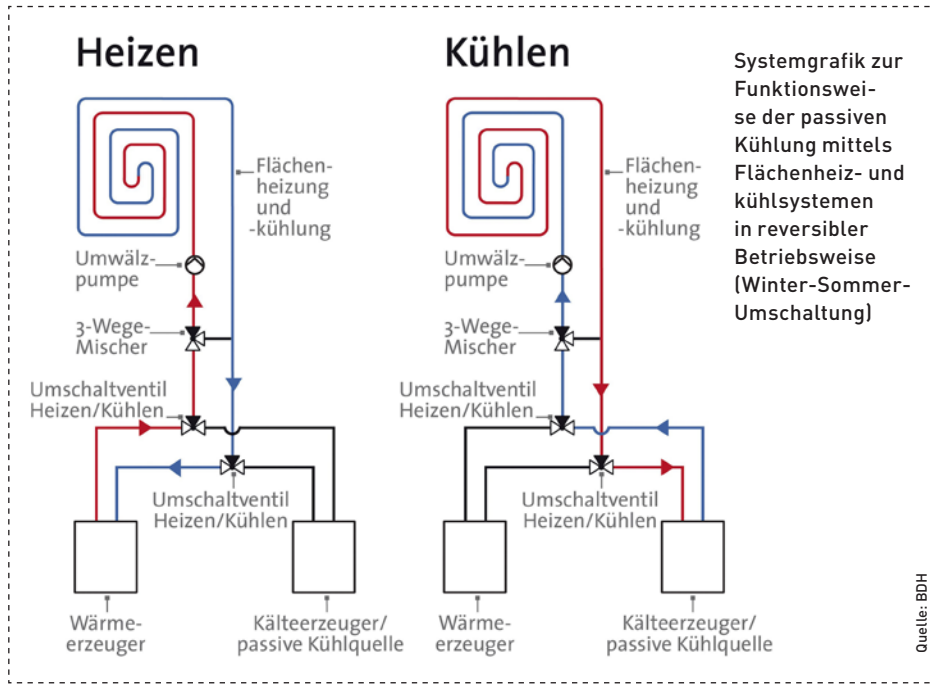 Heizen
Flächen-
heizung
und
-kühlung
Umwälz-
pumpe
3-Wege-
Mischer
Umschaltventil
Heizen/Kühlen
Umschaltventil
Heizen/Kühlen
Wärme-
erzeuger
Kälteerzeuger/
passive Kühlquelle
Kühlen
Flächen-
heizung
und
-kühlung
Umwälz-
pumpe
3-Wege-
Mischer
Umschaltventil
Heizen/Kühlen
Umschaltventil
Heizen/Kühlen
Wärme-
erzeuger
Kälteerzeuger/
passive Kühlquelle
Systemgrafik zur
Funktionswei-
se der passiven
Kühlung mittels
Flächenheiz- und
kühlsystemen
in reversibler
Betriebsweise
(Winter-Sommer-
Umschaltung)
Quelle: BDH